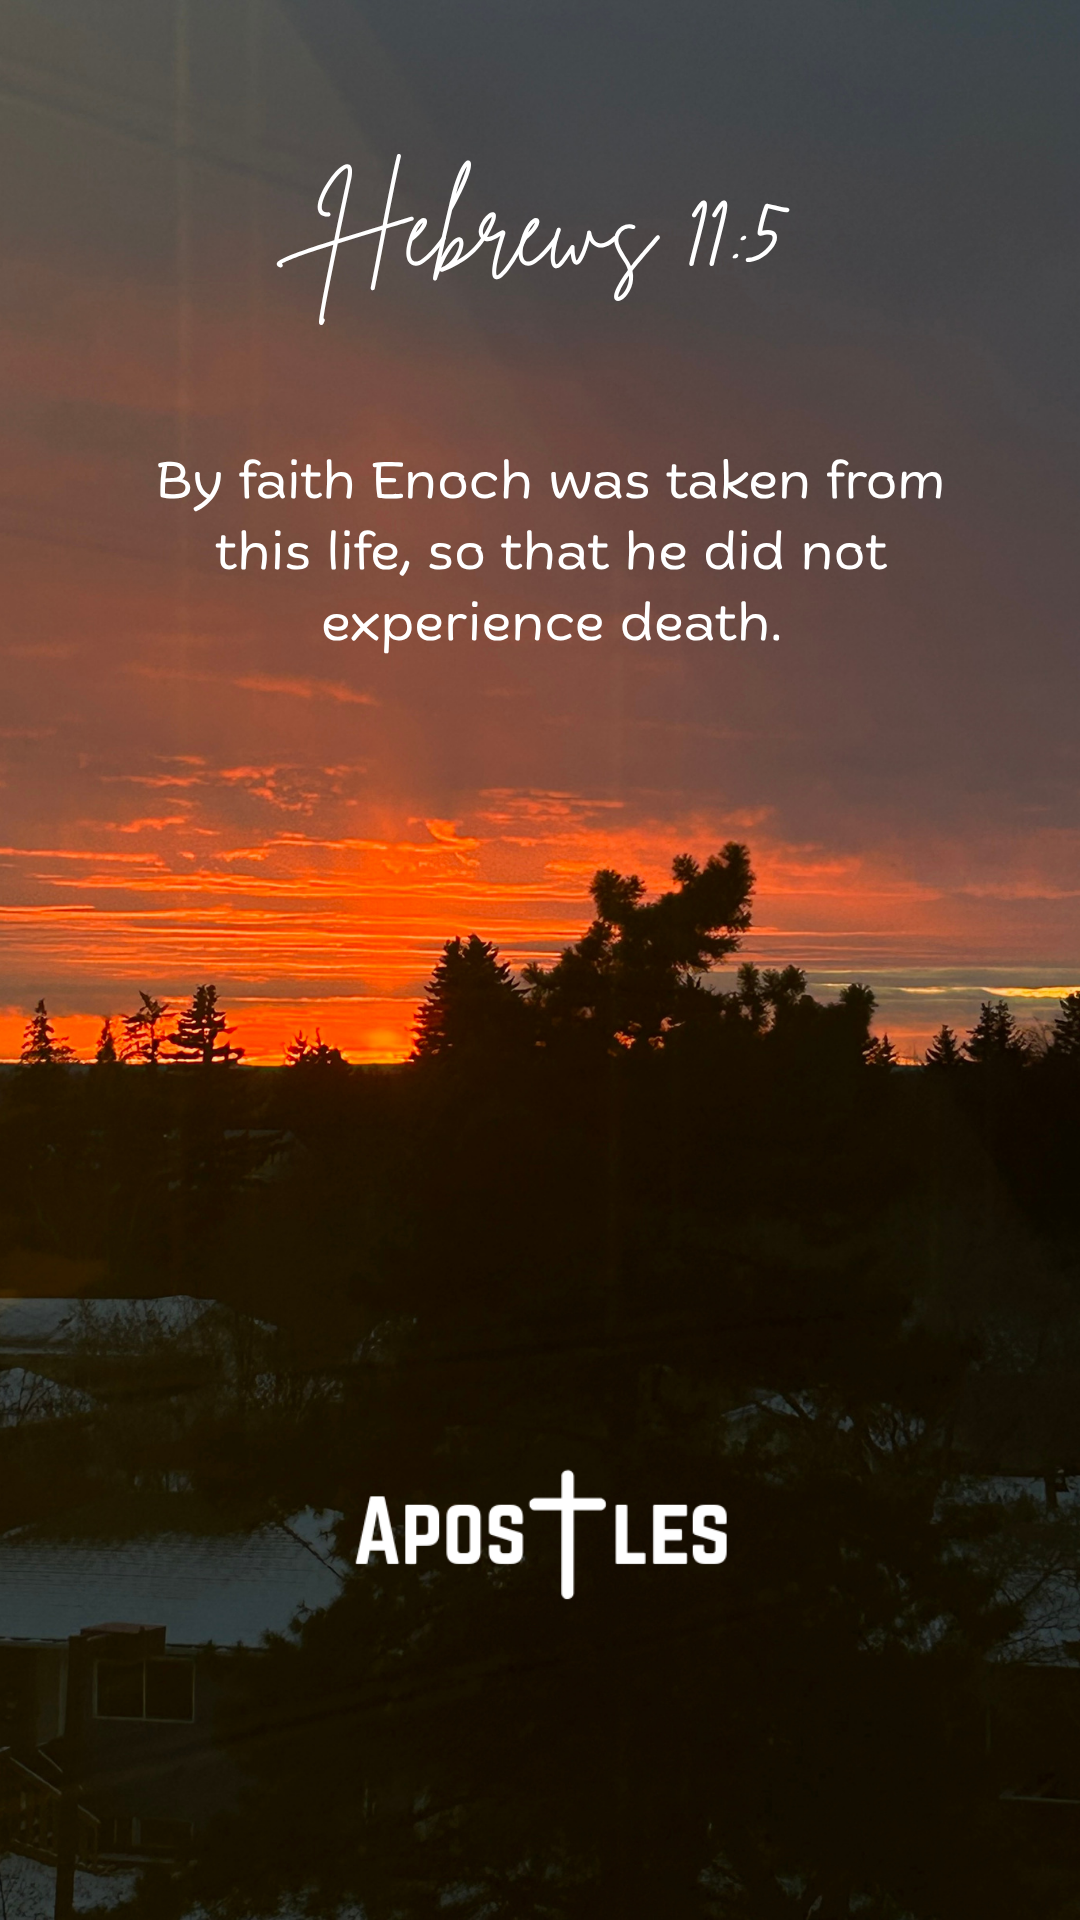 Hebrews 11:5
By faith Enoch was taken from
this life, so that he did not
experience death.
APOSTLES